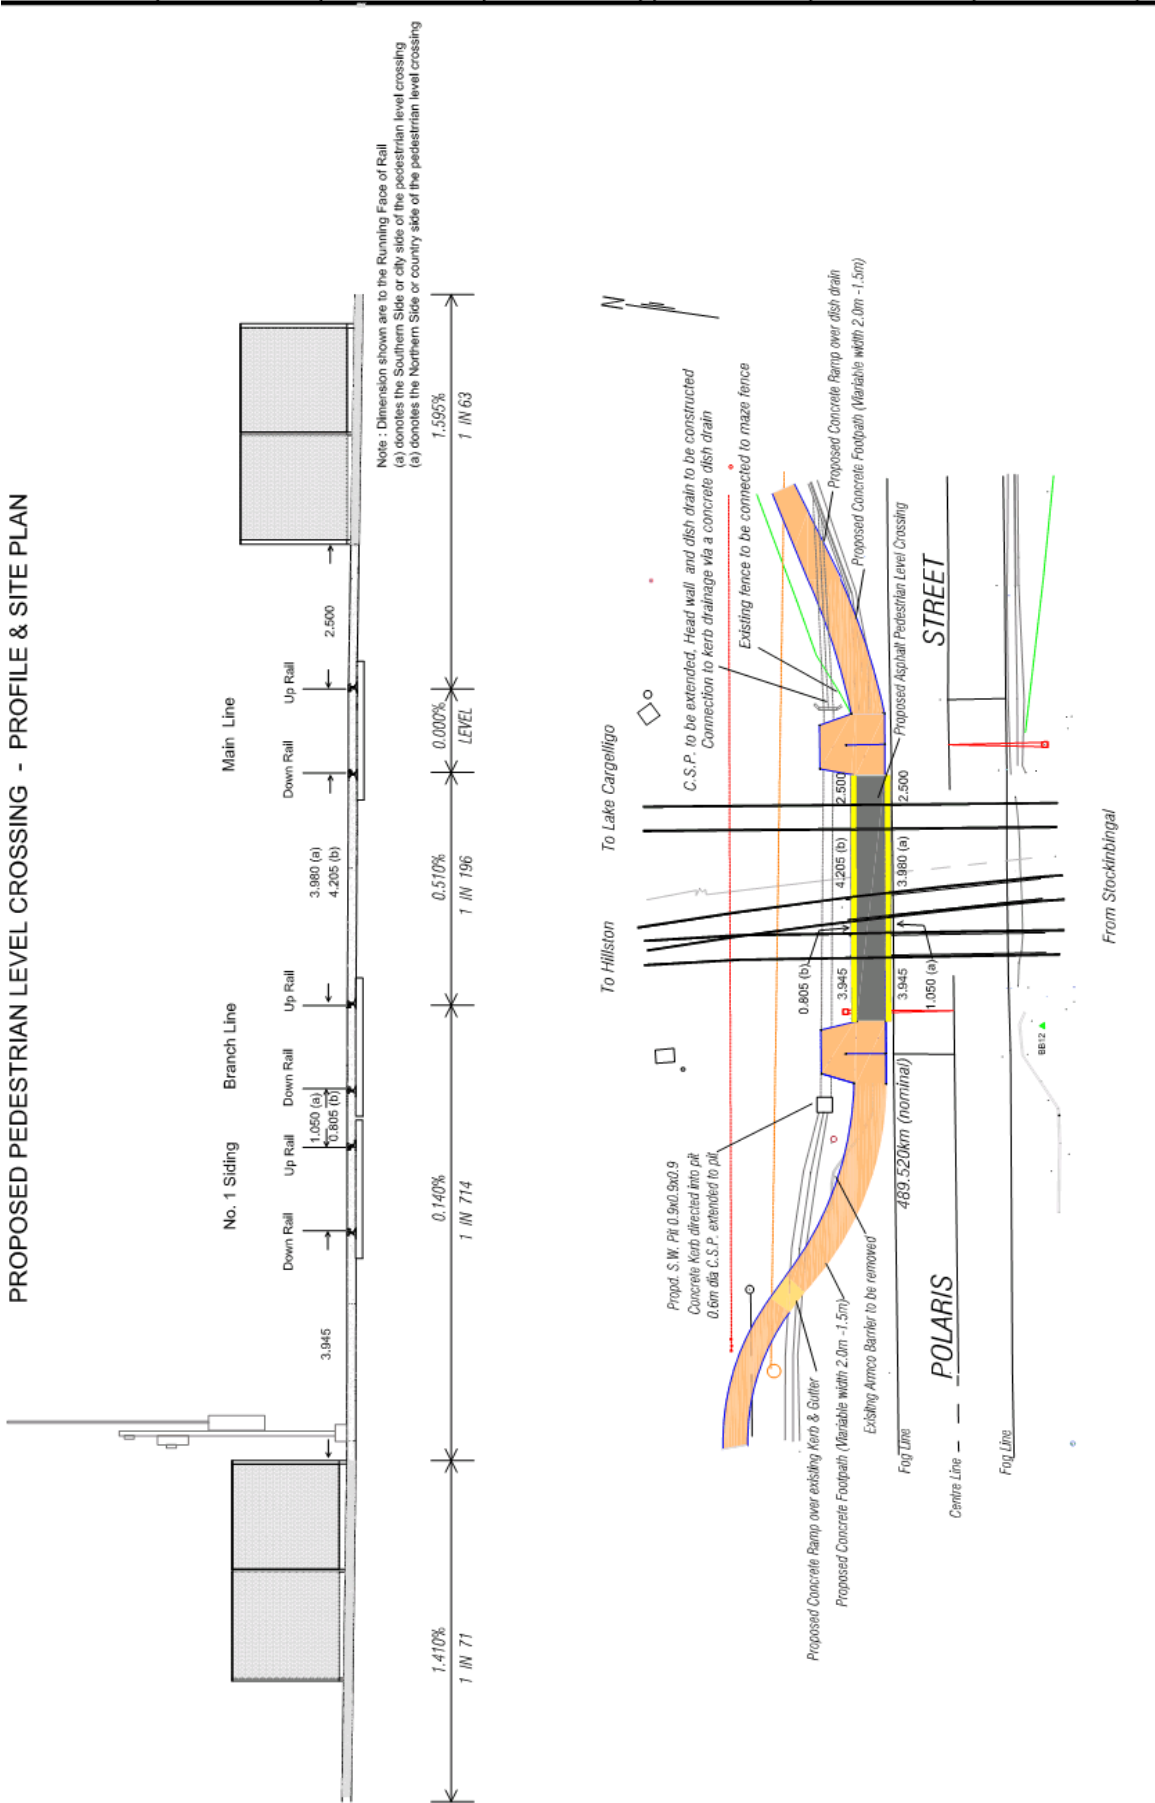 PROPOSED PEDESTRIAN LEVEL CROSSING - PROFILE & SITE PLAN
No. 1 Siding
Branch Line
Main Line
Down Rail
Up Rail
Down Rail
Up Rail
Down Rail
Up Rail
3.945
1.050 (a)
0.805 (b)
3.980 (a)
4.205 (b)
2.500
Note : Dimension shown are to the Running Face of Rail
(a) donotes the Southern Side or city side of the pedestrrian level crossing
(a) donotes the Northern Side or country side of the pedestrrian level crossing
1.410%
1 IN 71
0.140%
1 IN 714
0.510%
1 IN 196
0.000%
LEVEL
1.595%
1 IN 63
N
To Hillston
To Lake Cargelligo
C.S.P. to be extended, Head wall and dish drain to be constructed
Connection to kerb drainage via a concrete dish drain
Existing fence to be connected to maze fence
Proposed Concrete Ramp over dish drain
Proposed Concrete Footpath (Wariable width 2.0m -1.5m)
Proposed Asphalt Pedestrian Level Crossing
Propd. S.W. Pit 0.9x0.9x0.9
Concrete Kerb directed into pit
0.6m dia C.S.P. extended to pit
0.805 (b)
3.945
4.205 (b)
2.500
3.945
1.050 (a)
3.980 (a)
2.500
489.520km (nominal)
Proposed Concrete Ramp over existing Kerb & Gutter
Proposed Concrete Footpath (Wariable width 2.0m -1.5m)
Exisitng Armco Barrier to be removed
Fog Line
POLARIS
STREET
Centre Line
Fog Line
BB12
From Stockinbingal